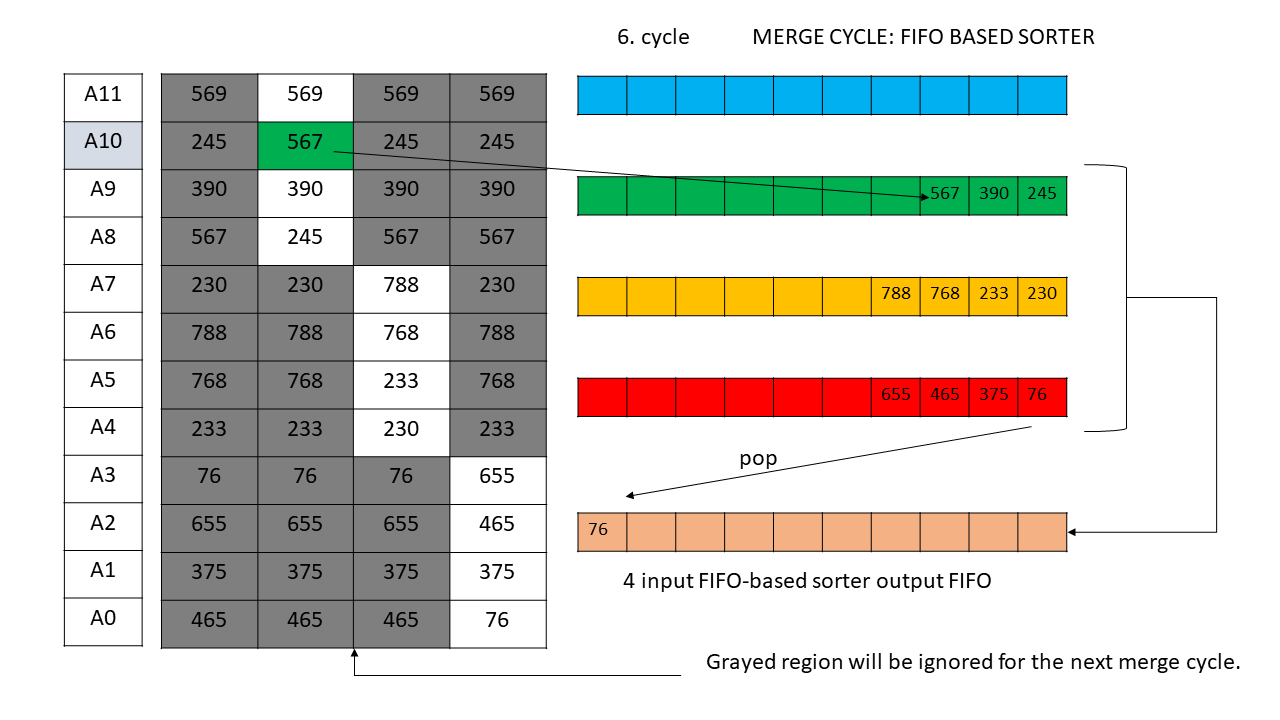 6. cycle MERGE CYCLE: FIFO BASED SORTER
A11 569 569 569 569
A10 245 567 245 245
A9 390 390 390 390
567 390 245
A8 567 245 567 567
A7 230 230 788 230
788 768 233 230
A6 788 788 768 788
A5 768 768 233 768
655 465 375 76
A4 233 233 230 233
pop
A3 76 76 76 655
A2 655 655 655 465
76
A1 375 375 375 375
4 input FIFO-based sorter output FIFO
A0 465 465 465 76
Grayed region will be ignored for the next merge cycle.